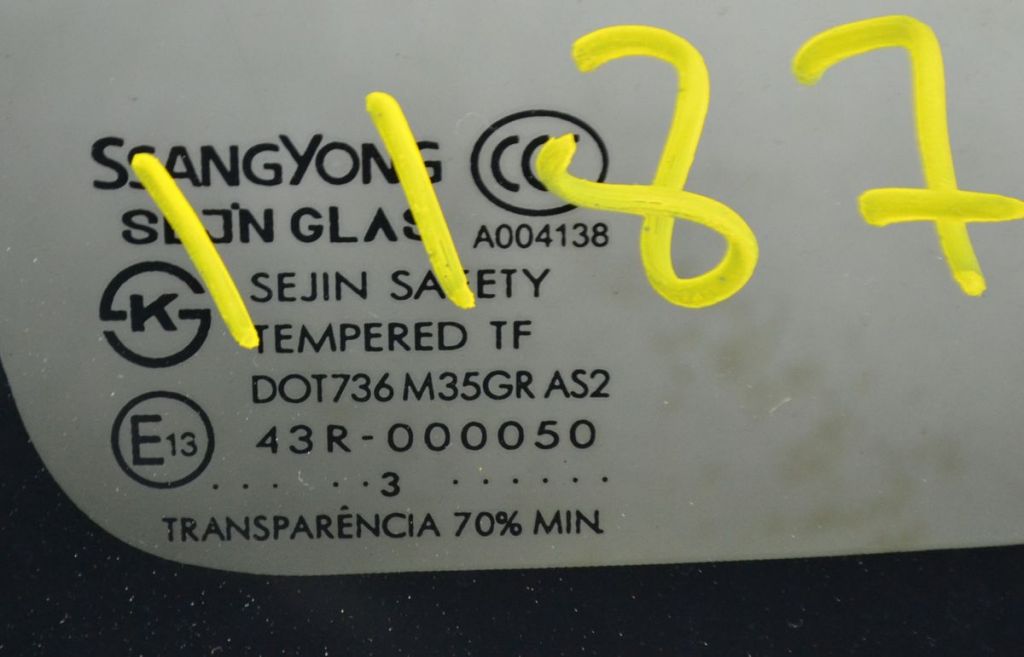 1187
SSANGYONG
SEJIN GLASS
CCC
A004138
K
SEJIN SAFETY
TEMPERED TF
DOT736 M35GR AS2
E13
43R-000050
... ..3 ......
TRANSPARÊNCIA 70% MIN.